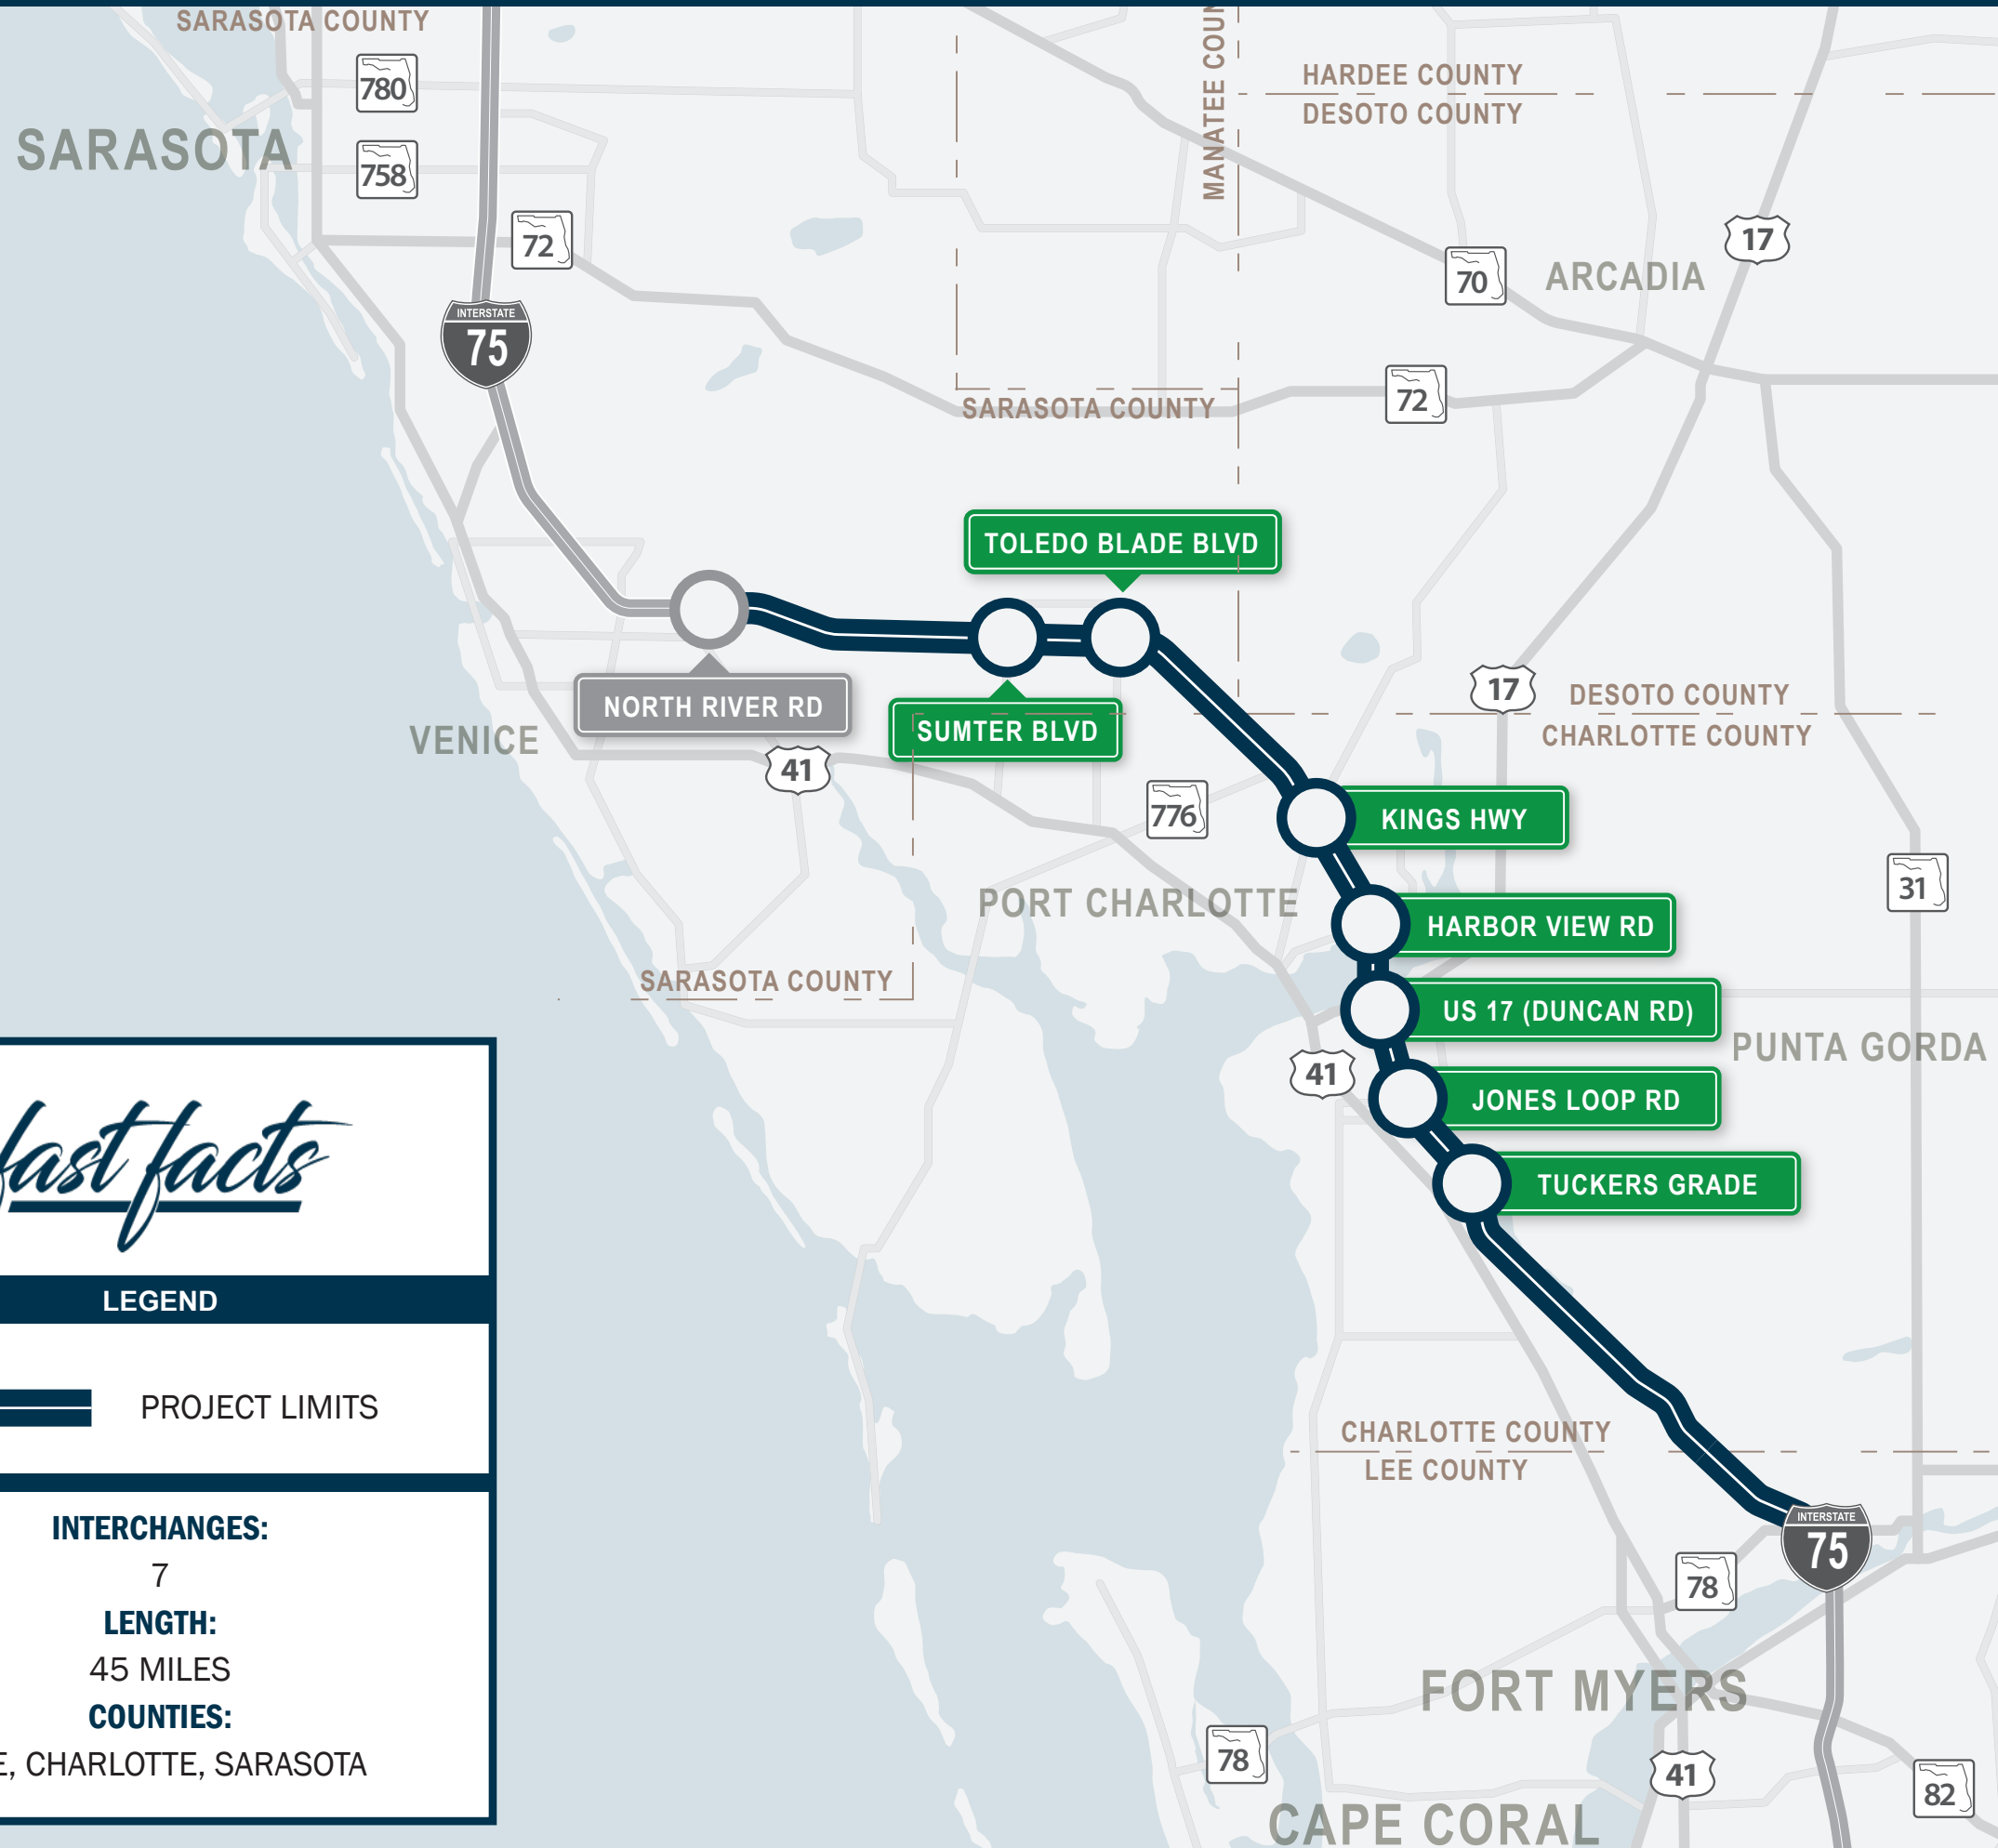 SARASOTA COUNTY
780
SARASOTA
758
72
INTERSTATE
75
MANATEE COUN
HARDEE COUNTY
DESOTO COUNTY
17
70
ARCADIA
72
SARASOTA COUNTY
TOLEDO BLADE BLVD
NORTH RIVER RD
SUMTER BLVD
VENICE
41
17
DESOTO COUNTY
CHARLOTTE COUNTY
776
KINGS HWY
31
PORT CHARLOTTE
HARBOR VIEW RD
SARASOTA COUNTY
US 17 (DUNCAN RD)
PUNTA GORDA
41
JONES LOOP RD
TUCKERS GRADE
fast facts
LEGEND
PROJECT LIMITS
INTERCHANGES:
7
LENGTH:
45 MILES
COUNTIES:
E, CHARLOTTE, SARASOTA
CHARLOTTE COUNTY
LEE COUNTY
INTERSTATE
75
78
FORT MYERS
78
41
82
CAPE CORAL